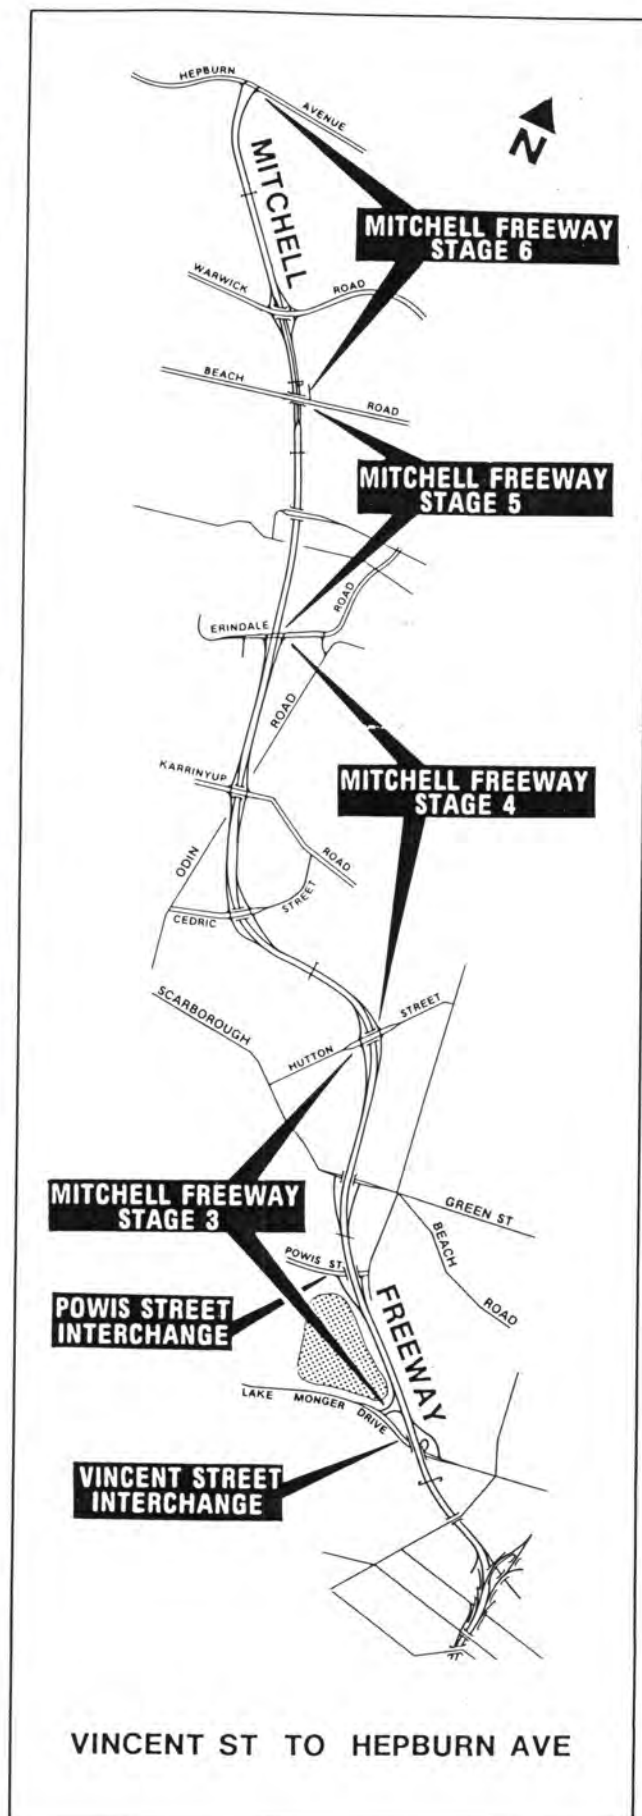 HEPBURN
AVENUE
N
MITCHELL
MITCHELL FREEWAY
STAGE 6
WARWICK
ROAD
BEACH
ROAD
MITCHELL FREEWAY
STAGE 5
ROAD
ERINDALE
ROAD
KARRINYUP
MITCHELL FREEWAY
STAGE 4
ODIN
ROAD
STREET
CEDRIC
SCARBOROUGH
STREET
HUTTON
MITCHELL FREEWAY
STAGE 3
GREEN ST
BEACH
ROAD
POWIS ST
POWIS STREET
INTERCHANGE
FREEWAY
LAKE MONGER
DRIVE
VINCENT STREET
INTERCHANGE
VINCENT ST TO HEPBURN AVE